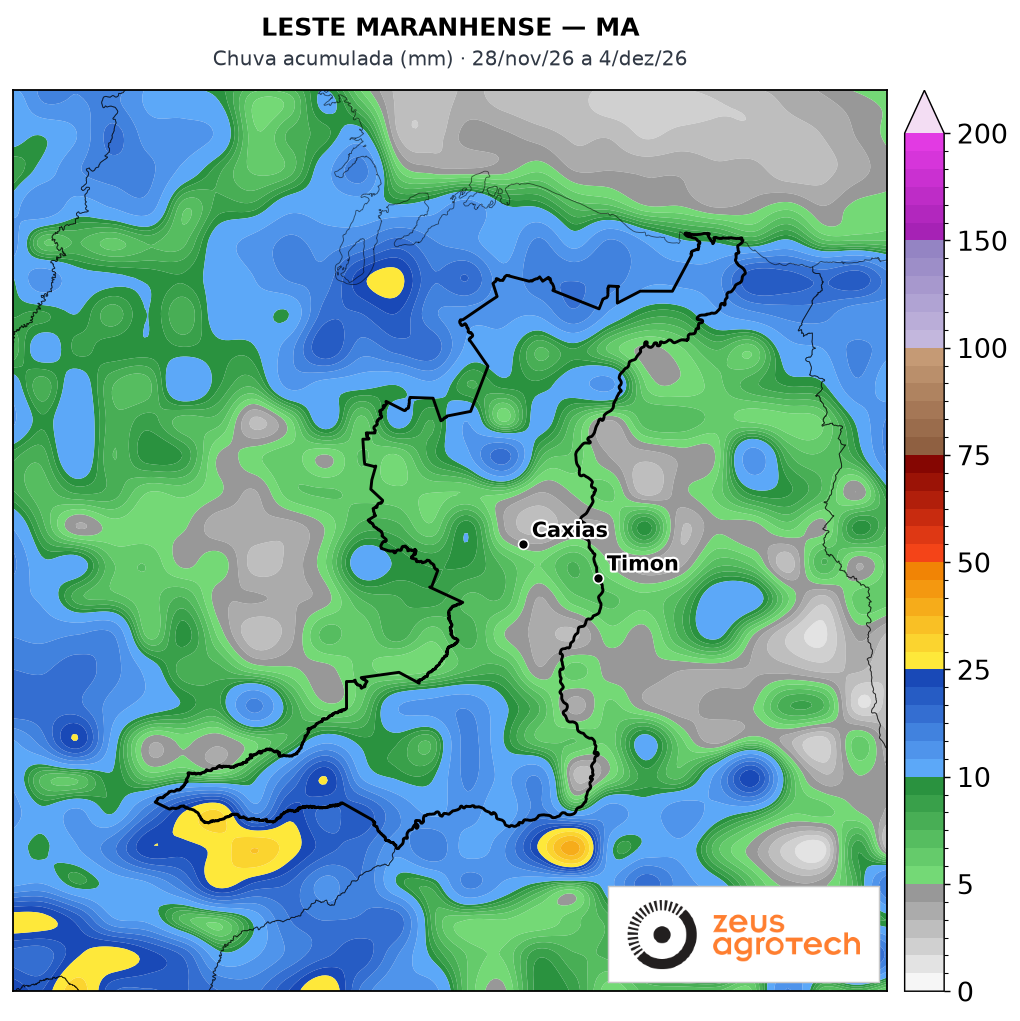 LESTE MARANHENSE — MA
Chuva acumulada (mm) · 28/nov/26 a 4/dez/26
200
150
100
75
50
25
10
5
0
Caxias
Timon
zeus
agrotech